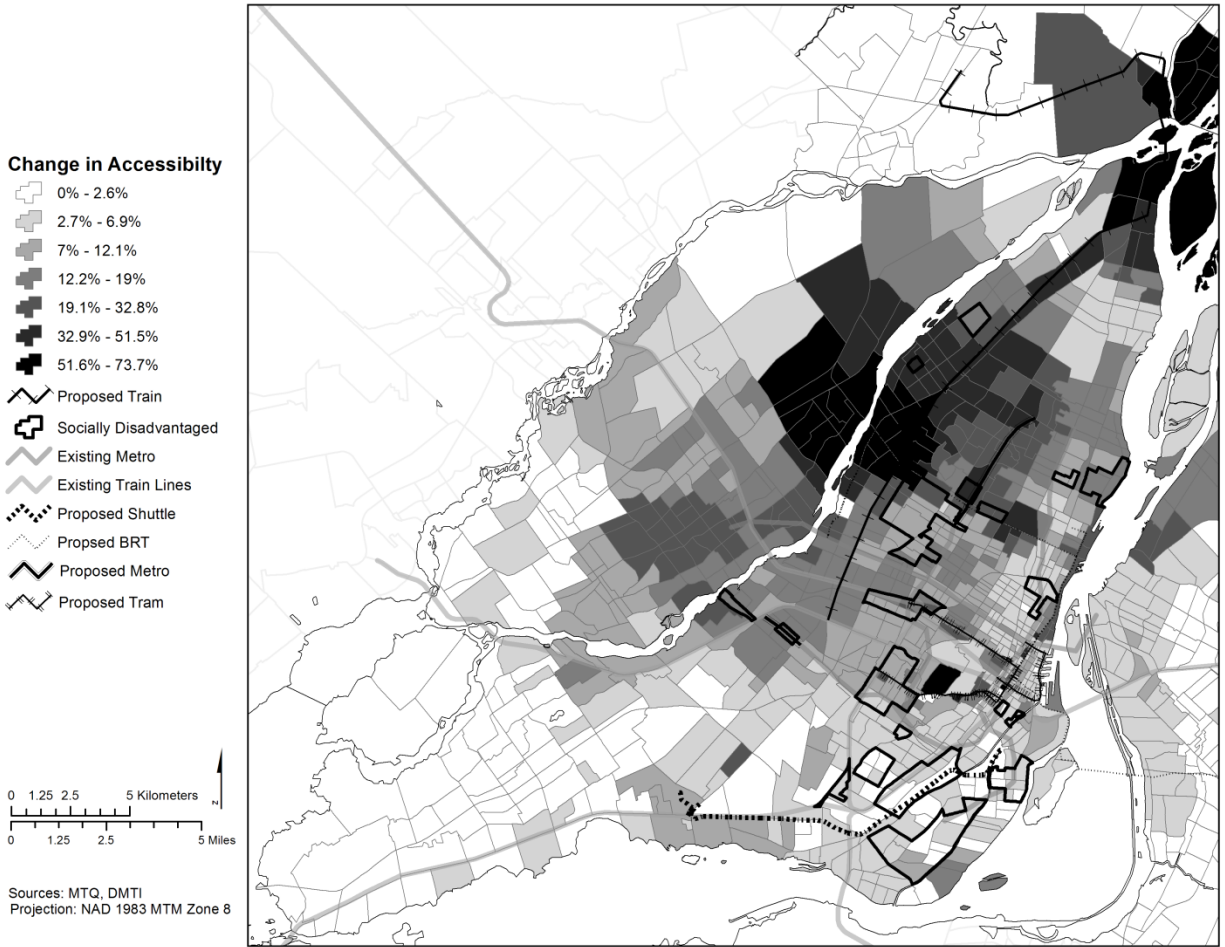 Change in Accessibilty
0% - 2.6%
2.7% - 6.9%
7% - 12.1%
12.2% - 19%
19.1% - 32.8%
32.9% - 51.5%
51.6% - 73.7%
Proposed Train
Socially Disadvantaged
Existing Metro
Existing Train Lines
Proposed Shuttle
Propsed BRT
Proposed Metro
Proposed Tram
N
0 1.25 2.5 5 Kilometers
0 1.25 2.5 5 Miles
Sources: MTQ, DMTI
Projection: NAD 1983 MTM Zone 8